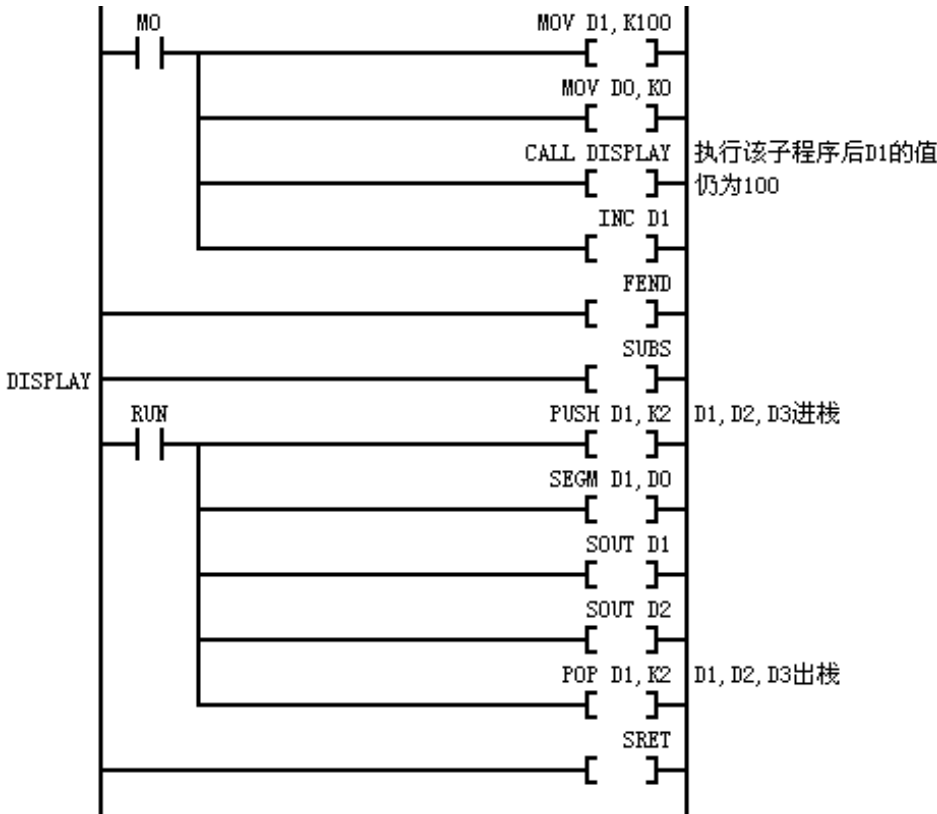 M0
MOV D1,K100
MOV D0,K0
CALL DISPLAY
执行该子程序后D1的值
仍为100
INC D1
FEND
SUBS
DISPLAY
RUN
PUSH D1,K2
D1,D2,D3进栈
SEGM D1,D0
SOUT D1
SOUT D2
POP D1,K2
D1,D2,D3出栈
SRET